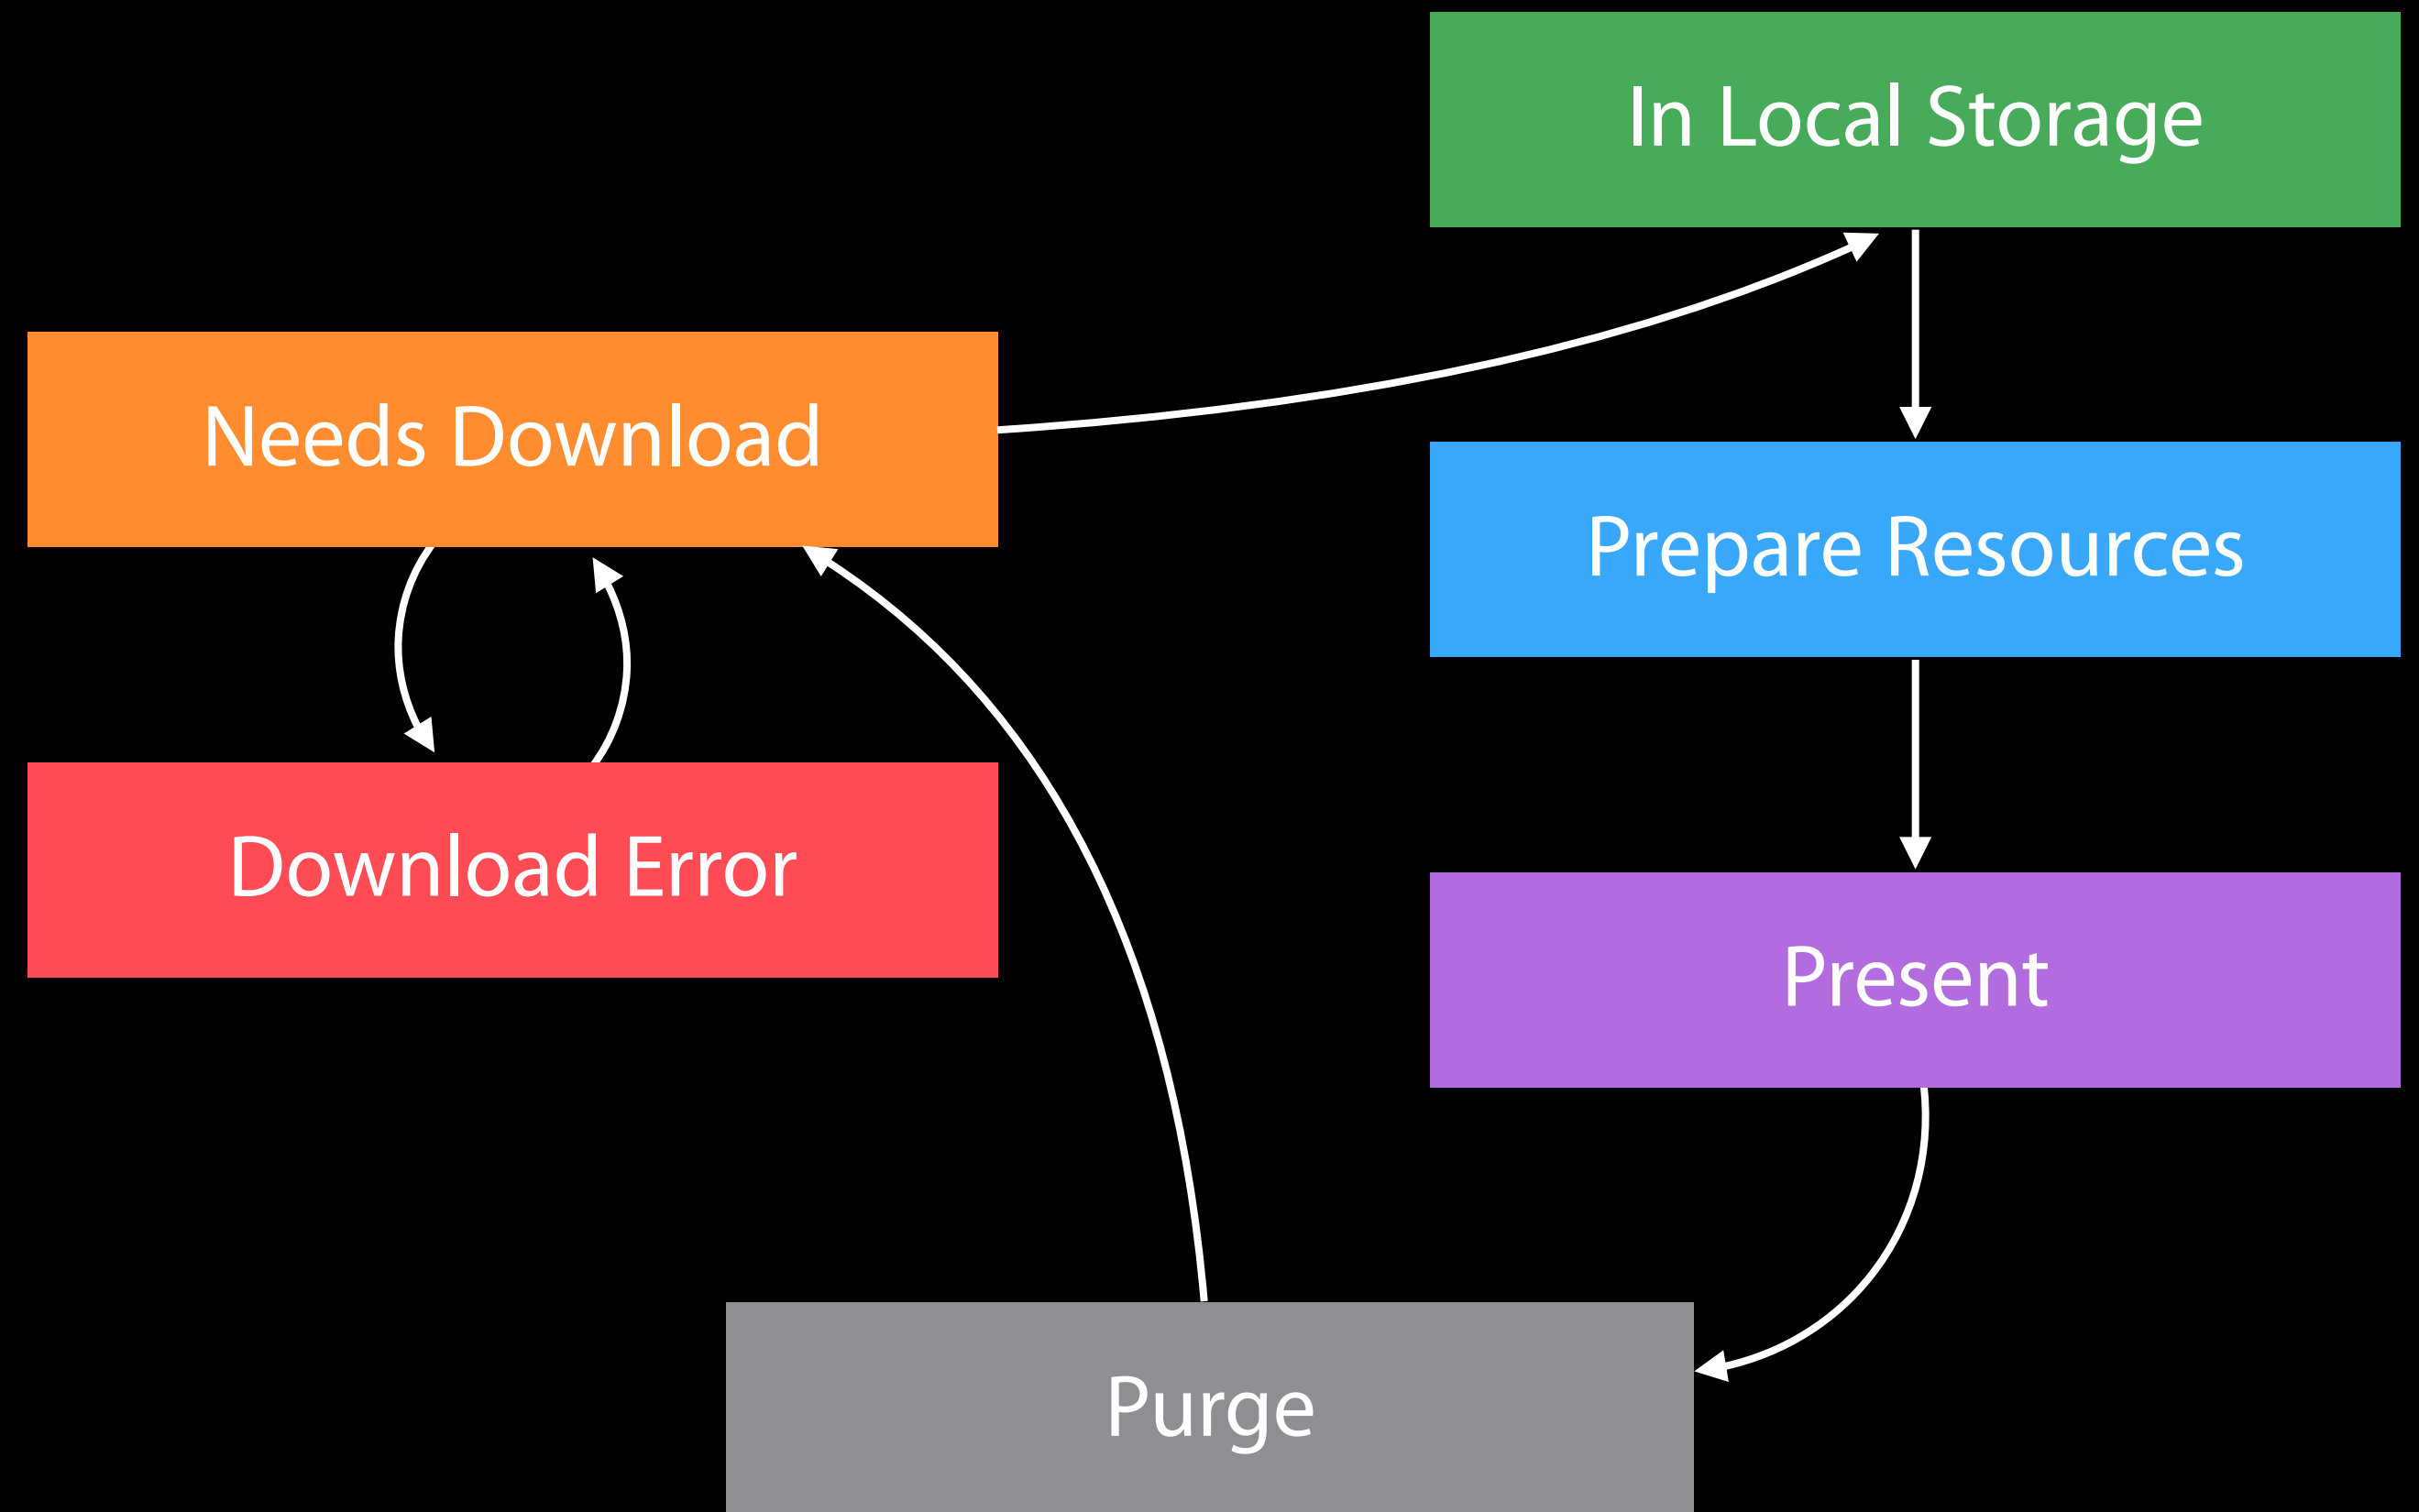 In Local Storage
Needs Download
Prepare Resources
Download Error
Present
Purge